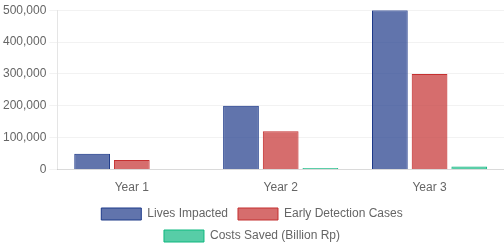 500,000
400,000
300,000
200,000
100,000
0
Year 1 Year 2 Year 3
Lives Impacted Early Detection Cases
Costs Saved (Billion Rp)